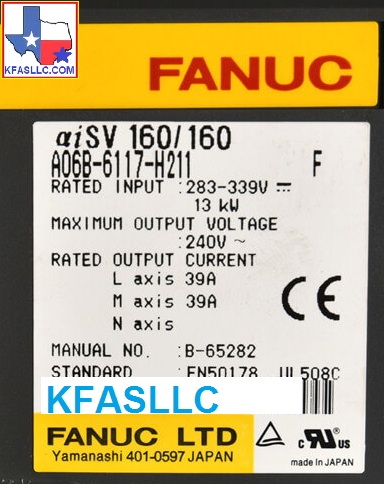 KFASLLC.COM
FANUC
αiSV 160/160
A06B-6117-H211 F
RATED INPUT :283-339V
13 kW
MAXIMUM OUTPUT VOLTAGE
:240V ~
RATED OUTPUT CURRENT
L axis 39A
M axis 39A
N axis
CE
MANUAL NO. :B-65282
STANDARD :EN50178 UL508C
KFASLLC
FANUC LTD
Yamanashi 401-0597 JAPAN
c RU us
made in JAPAN